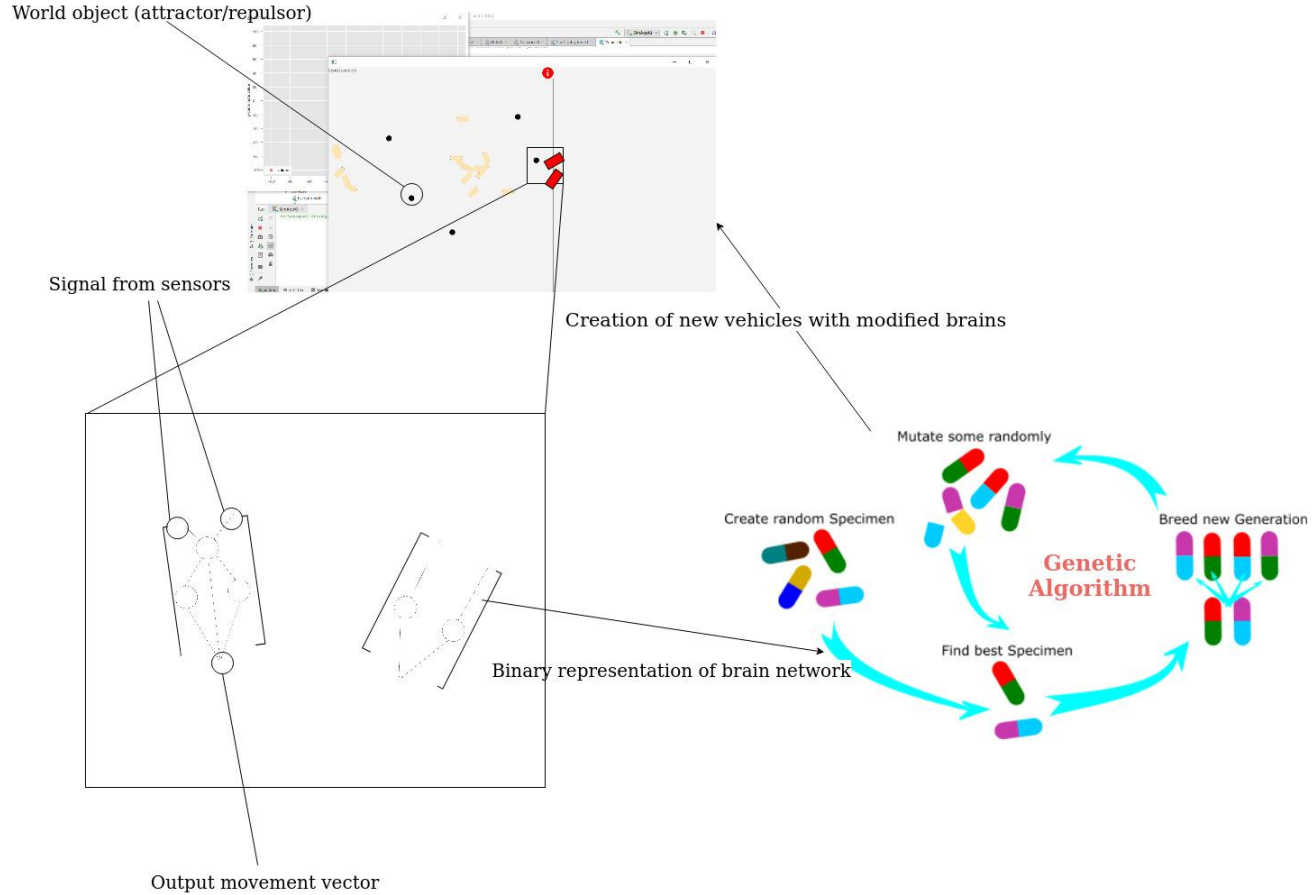 World object (attractor/repulsor)
Signal from sensors
Creation of new vehicles with modified brains
Mutate some randomly
Create random Specimen
Breed new Generation
Genetic
Algorithm
Find best Specimen
Binary representation of brain network
Output movement vector